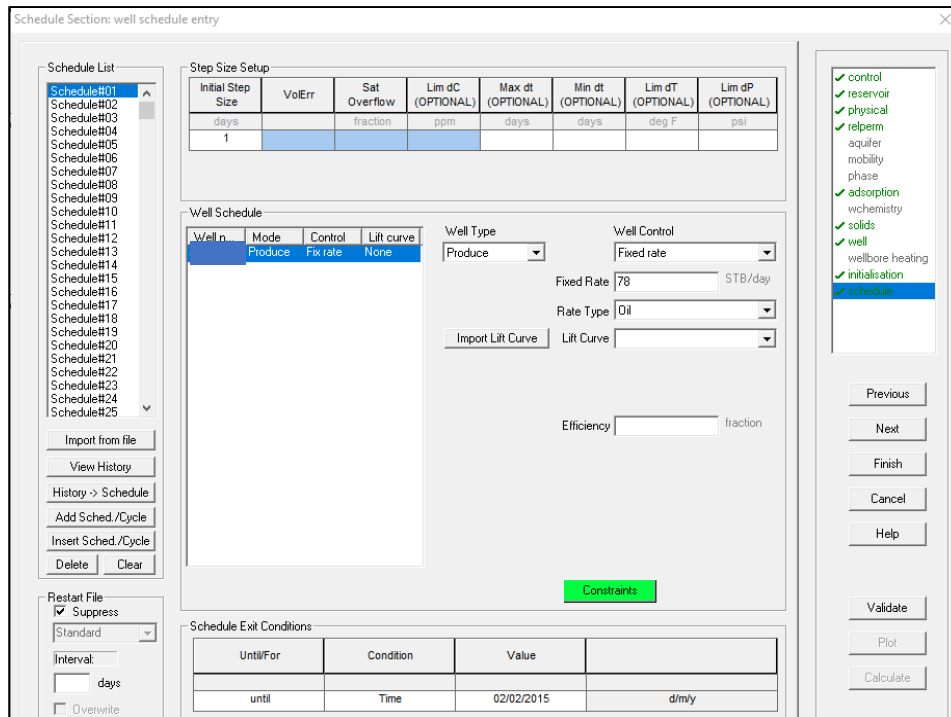 Schedule Section: well schedule entry
Schedule List
Schedule#01
Schedule#02
Schedule#03
Schedule#04
Schedule#05
Schedule#06
Schedule#07
Schedule#08
Schedule#09
Schedule#10
Schedule#11
Schedule#12
Schedule#13
Schedule#14
Schedule#15
Schedule#16
Schedule#17
Schedule#18
Schedule#19
Schedule#20
Schedule#21
Schedule#22
Schedule#23
Schedule#24
Schedule#25
Import from file
View History
History -> Schedule
Add Sched./Cycle
Insert Sched./Cycle
Delete Clear
Restart File
Suppress
Standard
Interval:
days
Overwrite
Step Size Setup
Initial Step Size VolErr Sat Overflow Lim dC (OPTIONAL) Max dt (OPTIONAL) Min dt (OPTIONAL) Lim dT (OPTIONAL) Lim dP (OPTIONAL)
days fraction ppm days days deg F psi
1
Well Schedule
Well n... Mode Control Lift curve
Produce Fix rate None
Well Type Well Control
Produce Fixed rate
Fixed Rate 78 STB/day
Rate Type Oil
Import Lift Curve Lift Curve
Efficiency fraction
Constraints
Schedule Exit Conditions
Until/For Condition Value
until Time 02/02/2015 d/m/y
control
reservoir
physical
relperm
aquifer
mobility
phase
adsorption
wchemistry
solids
well
wellbore heating
initialisation
schedule
Previous
Next
Finish
Cancel
Help
Validate
Plot
Calculate